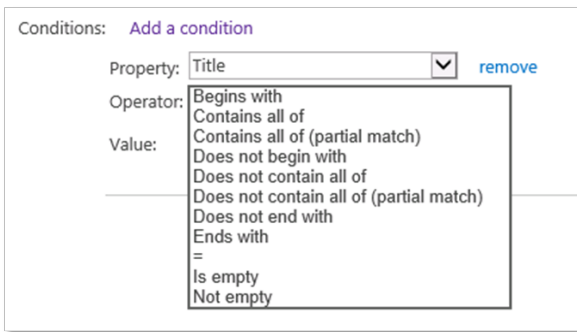 Conditions: Add a condition
Property: Title remove
Operator: Begins with
Contains all of
Value: Contains all of (partial match)
Does not begin with
Does not contain all of
Does not contain all of (partial match)
Does not end with
Ends with
=
Is empty
Not empty